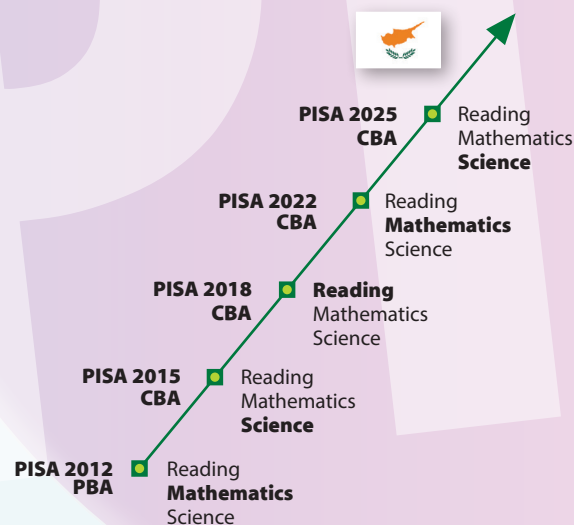 PISA 2025
CBA
Reading
Mathematics
Science
PISA 2022
CBA
Reading
Mathematics
Science
PISA 2018
CBA
Reading
Mathematics
Science
PISA 2015
CBA
Reading
Mathematics
Science
PISA 2012
PBA
Reading
Mathematics
Science